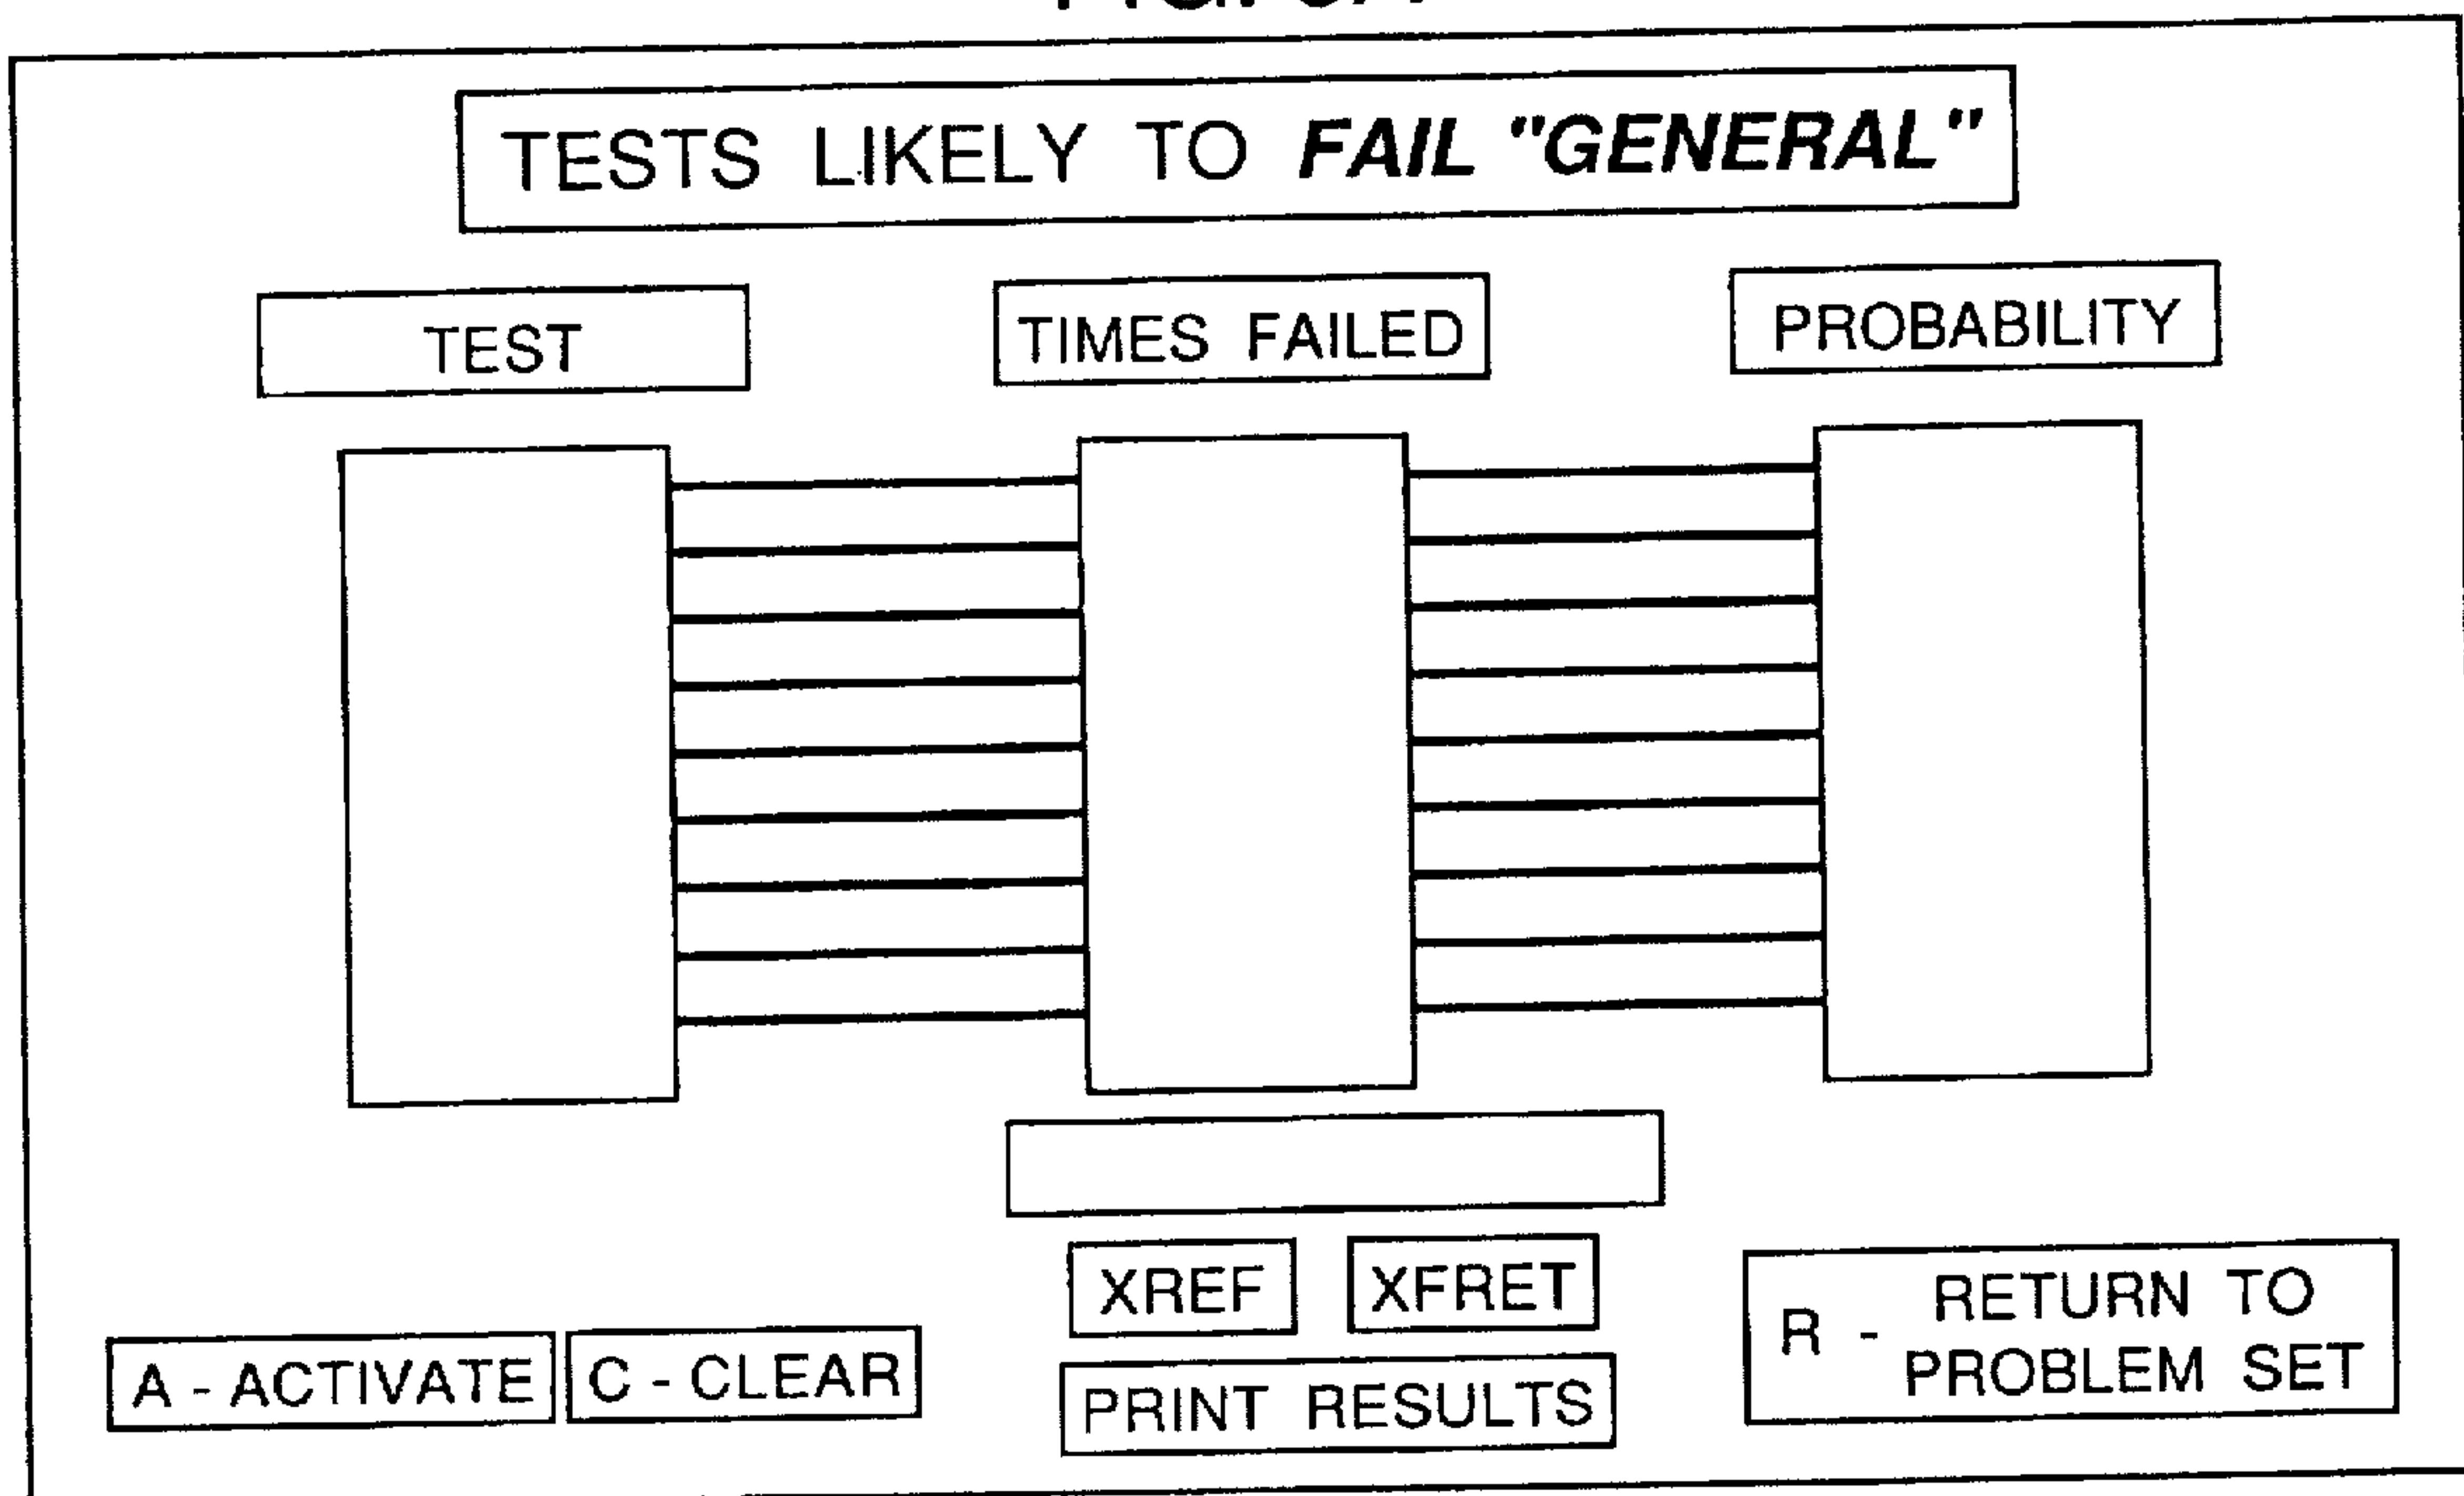 TESTS LIKELY TO FAIL "GENERAL"
TEST
TIMES FAILED
PROBABILITY
XREF
XFRET
A - ACTIVATE
C - CLEAR
PRINT RESULTS
R - RETURN TO
PROBLEM SET